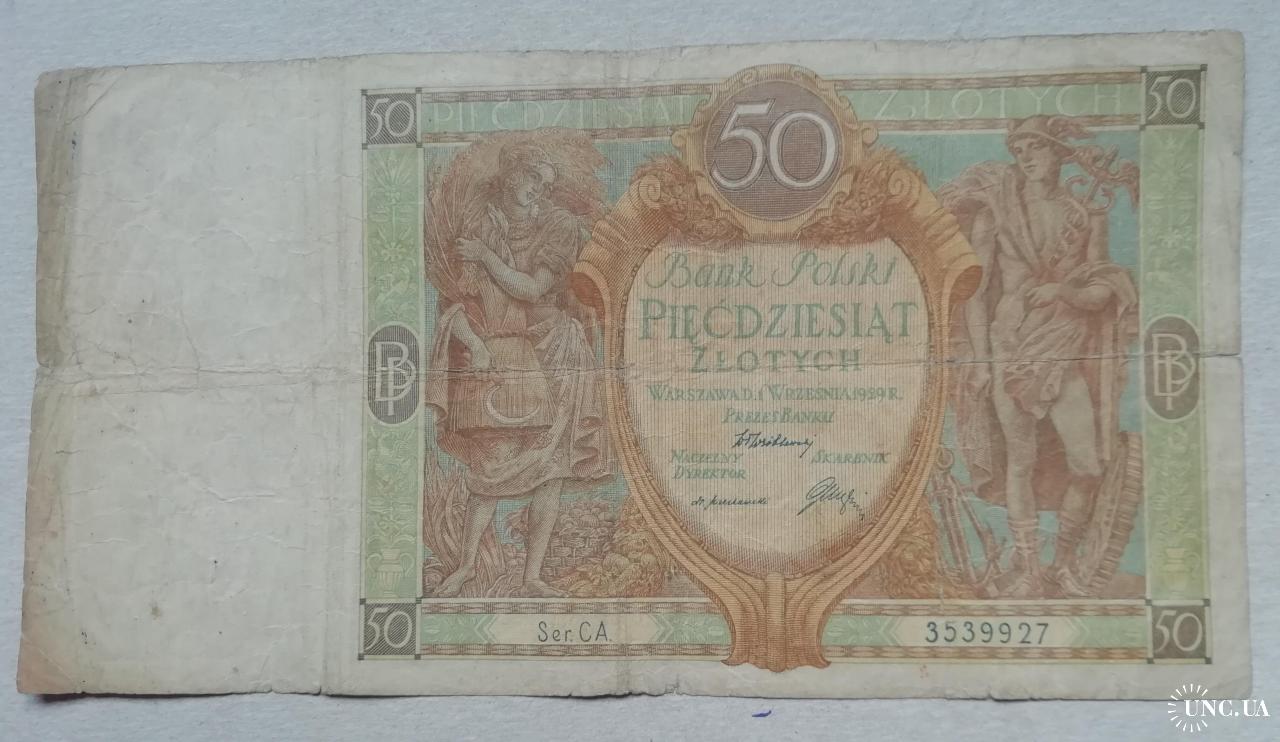 50 PIĘĆDZIESIĄT 50 ZŁOTYCH 50
Bank Polski
PIĘĆDZIESIĄT
ZŁOTYCH
WARSZAWA D. 1 WRZEŚNIA 1929 R.
PREZES BANKU
NACZELNY SKARBNIK
DYREKTOR
BP BP
50 Ser. CA. 3539927 50
UNC.UA